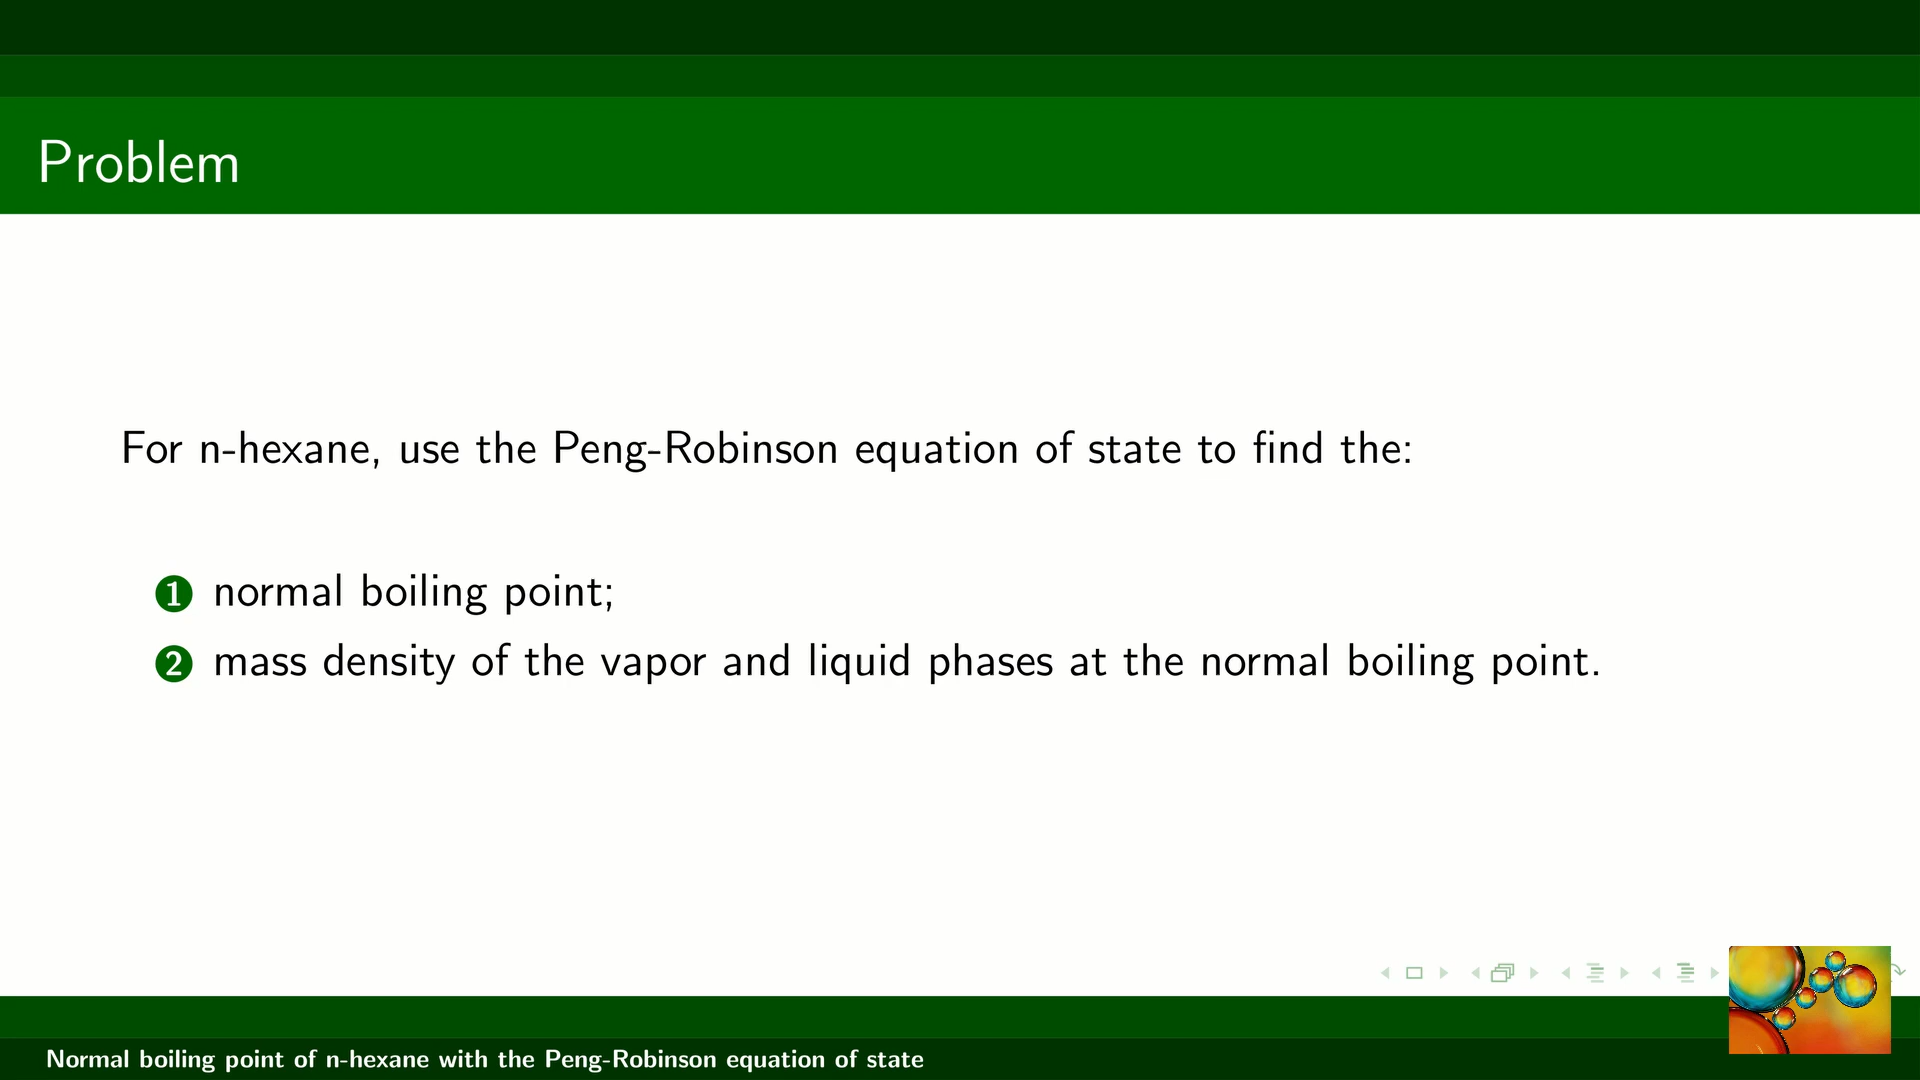 Problem
For n-hexane, use the Peng-Robinson equation of state to find the:
1 normal boiling point;
2 mass density of the vapor and liquid phases at the normal boiling point.
Normal boiling point of n-hexane with the Peng-Robinson equation of state